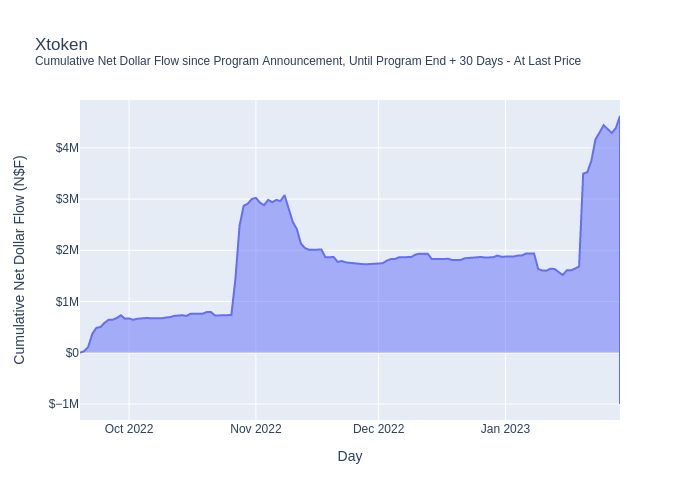 Xtoken
Cumulative Net Dollar Flow since Program Announcement, Until Program End + 30 Days - At Last Price
Cumulative Net Dollar Flow (N$F)
$4M
$3M
$2M
$1M
$0
$−1M
Oct 2022
Nov 2022
Dec 2022
Jan 2023
Day